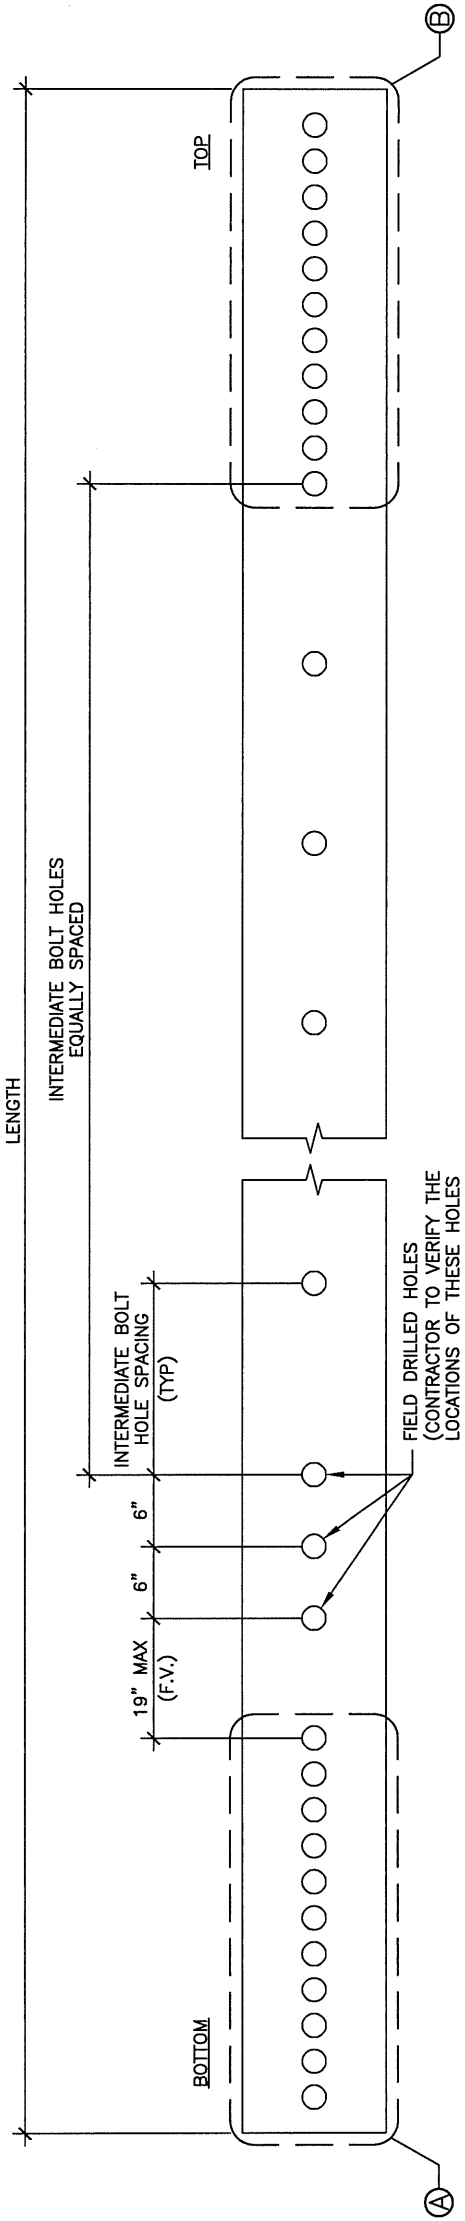 LENGTH
INTERMEDIATE BOLT HOLES
EQUALLY SPACED
INTERMEDIATE BOLT
HOLE SPACING
(TYP)
19" MAX
(F.V.)
6"
6"
BOTTOM
TOP
FIELD DRILLED HOLES
(CONTRACTOR TO VERIFY THE
LOCATIONS OF THESE HOLES
A
B